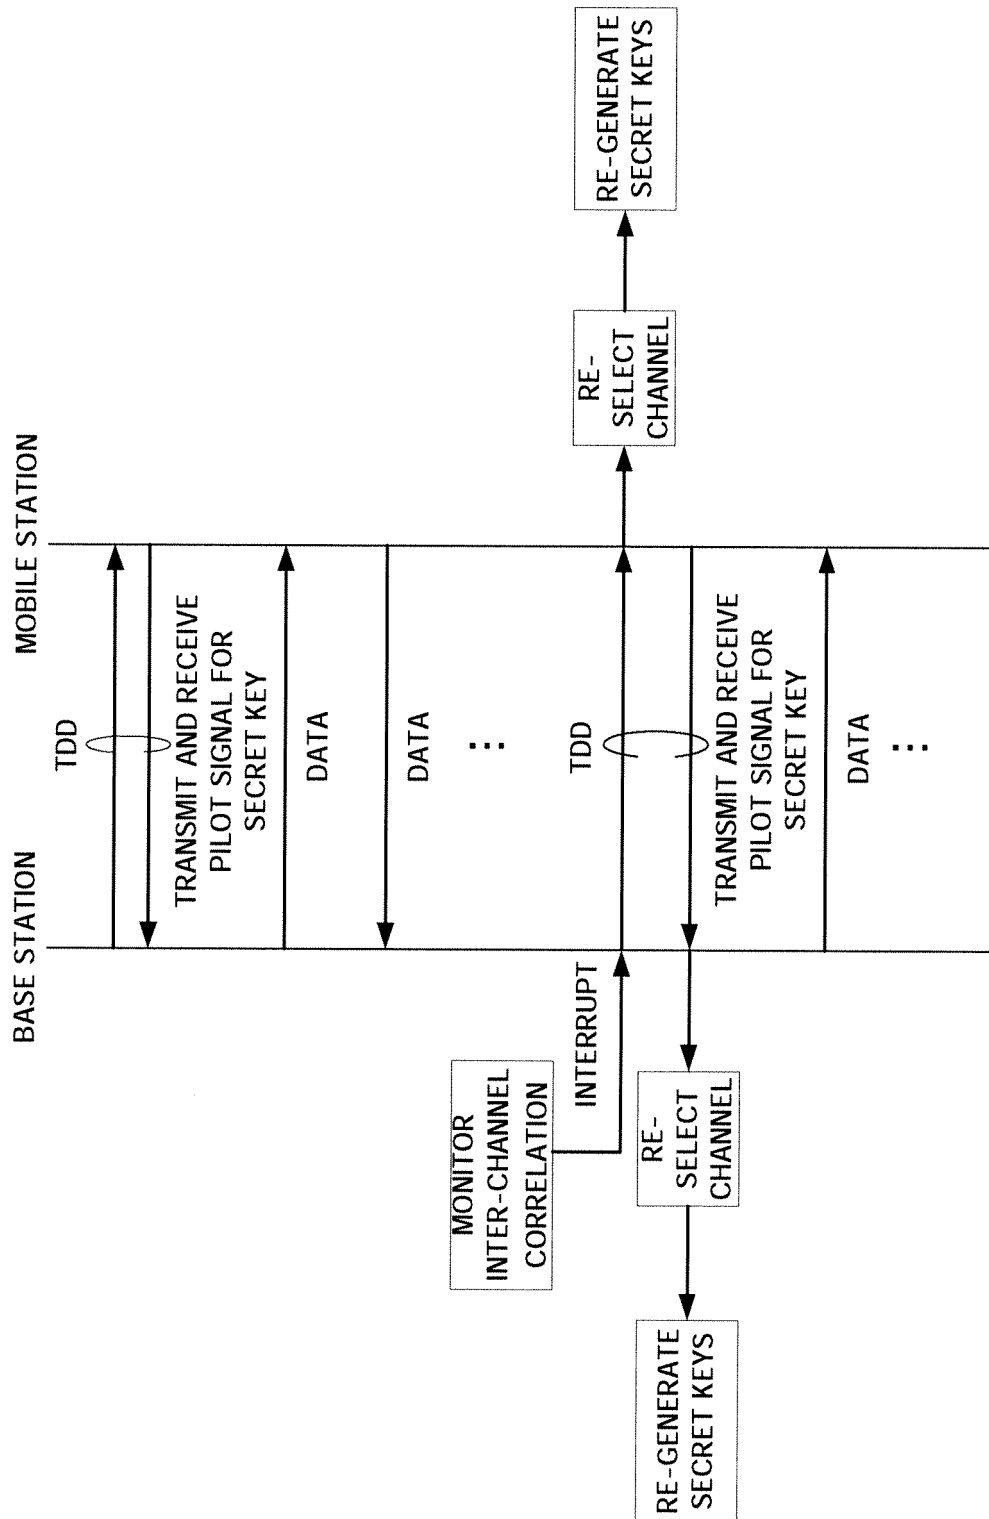 BASE STATION
MOBILE STATION
TDD
TRANSMIT AND RECEIVE
PILOT SIGNAL FOR
SECRET KEY
DATA
DATA
...
MONITOR
INTER-CHANNEL
CORRELATION
INTERRUPT
TDD
RE-
SELECT
CHANNEL
RE-GENERATE
SECRET KEYS
TRANSMIT AND RECEIVE
PILOT SIGNAL FOR
SECRET KEY
RE-
SELECT
CHANNEL
RE-GENERATE
SECRET KEYS
DATA
...